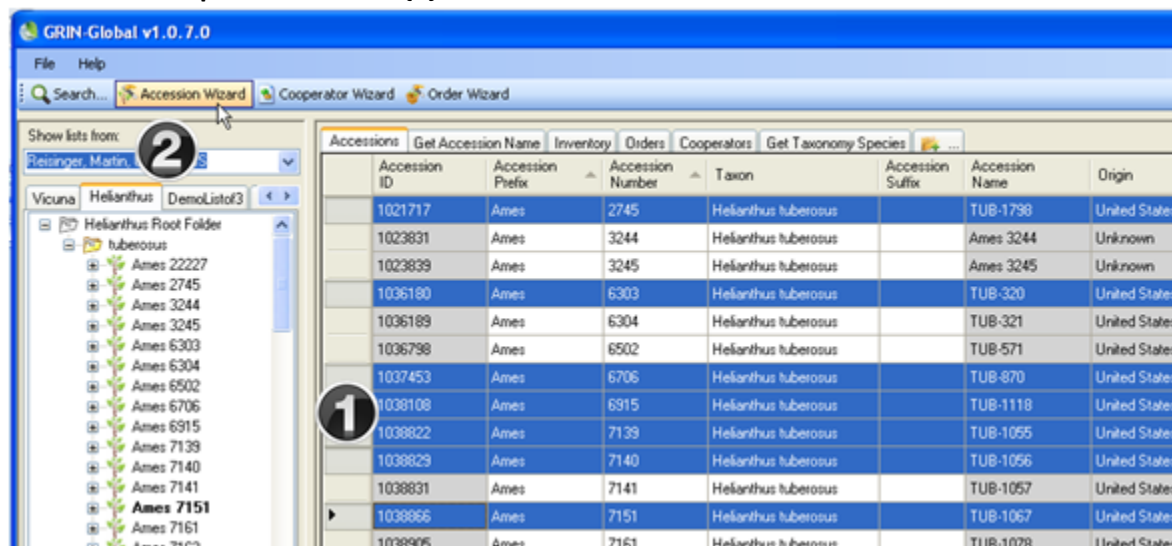 GRIN-Global v1.0.7.0
File Help
Search... Accession Wizard Cooperator Wizard Order Wizard
Show lists from:
Reisinger, Martin,
2
Vicuna Helianthus DemoListof3
Helianthus Root Folder
tuberosus
Ames 22227
Ames 2745
Ames 3244
Ames 3245
Ames 6303
Ames 6304
Ames 6502
Ames 6706
Ames 6915
Ames 7139
Ames 7140
Ames 7141
Ames 7151
Ames 7161
Accessions Get Accession Name Inventory Orders Cooperators Get Taxonomy Species ...
Accession ID Accession Prefix Accession Number Taxon Accession Suffix Accession Name Origin
1021717 Ames 2745 Helianthus tuberosus TUB-1798 United State
1023831 Ames 3244 Helianthus tuberosus Ames 3244 Unknown
1023839 Ames 3245 Helianthus tuberosus Ames 3245 Unknown
1036180 Ames 6303 Helianthus tuberosus TUB-320 United State
1036189 Ames 6304 Helianthus tuberosus TUB-321 United State
1036798 Ames 6502 Helianthus tuberosus TUB-571 United State
1037453 Ames 6706 Helianthus tuberosus TUB-870 United State
1
1038108 Ames 6915 Helianthus tuberosus TUB-1118 United State
1038822 Ames 7139 Helianthus tuberosus TUB-1055 United State
1038829 Ames 7140 Helianthus tuberosus TUB-1056 United State
1038831 Ames 7141 Helianthus tuberosus TUB-1057 United State
1038866 Ames 7151 Helianthus tuberosus TUB-1067 United State
1038905 Ames 7161 Helianthus tuberosus TUB-1078 United State